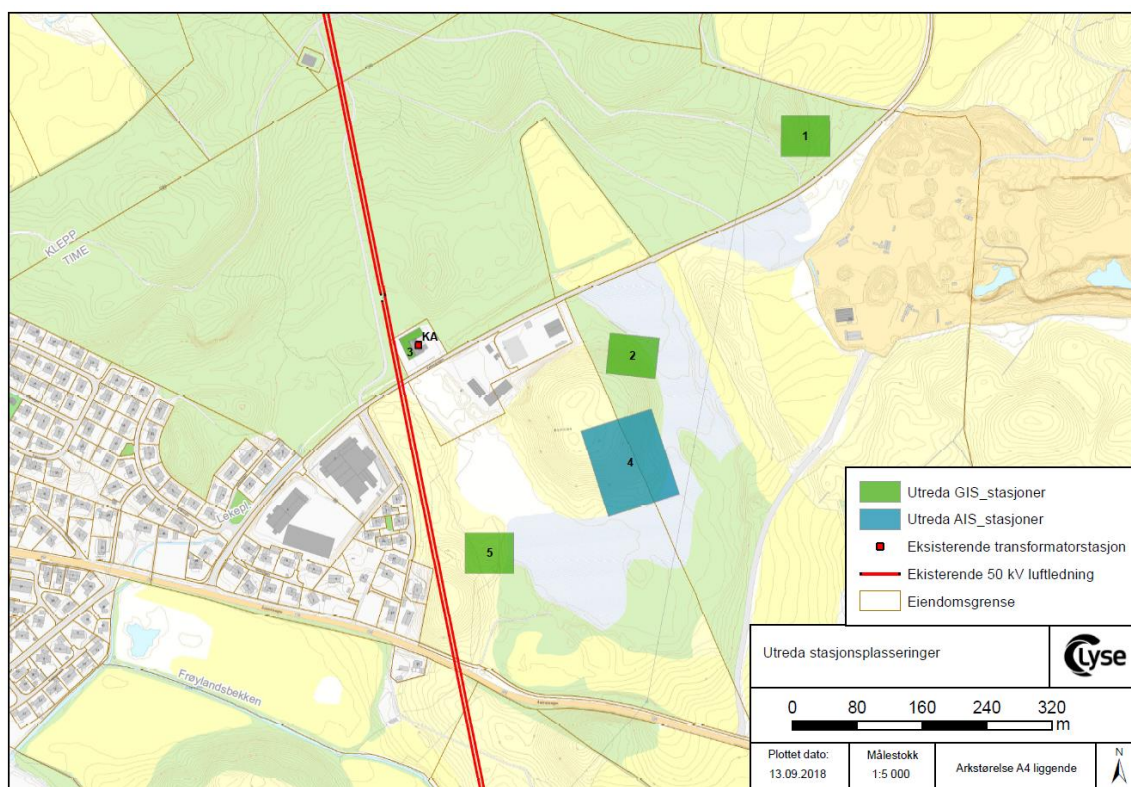 1
KLEPP
TIME
KA
3
2
4
5
Lekepl.
Frøylandsbekken
Utreda GIS_stasjoner
Utreda AIS_stasjoner
Eksisterende transformatorstasjon
Ekisterende 50 kV luftledning
Eiendomsgrense
Utreda stasjonsplasseringer
Lyse
0 80 160 240 320
m
Plottet dato:
13.09.2018
Målestokk
1:5 000
Arkstørelse A4 liggende
N